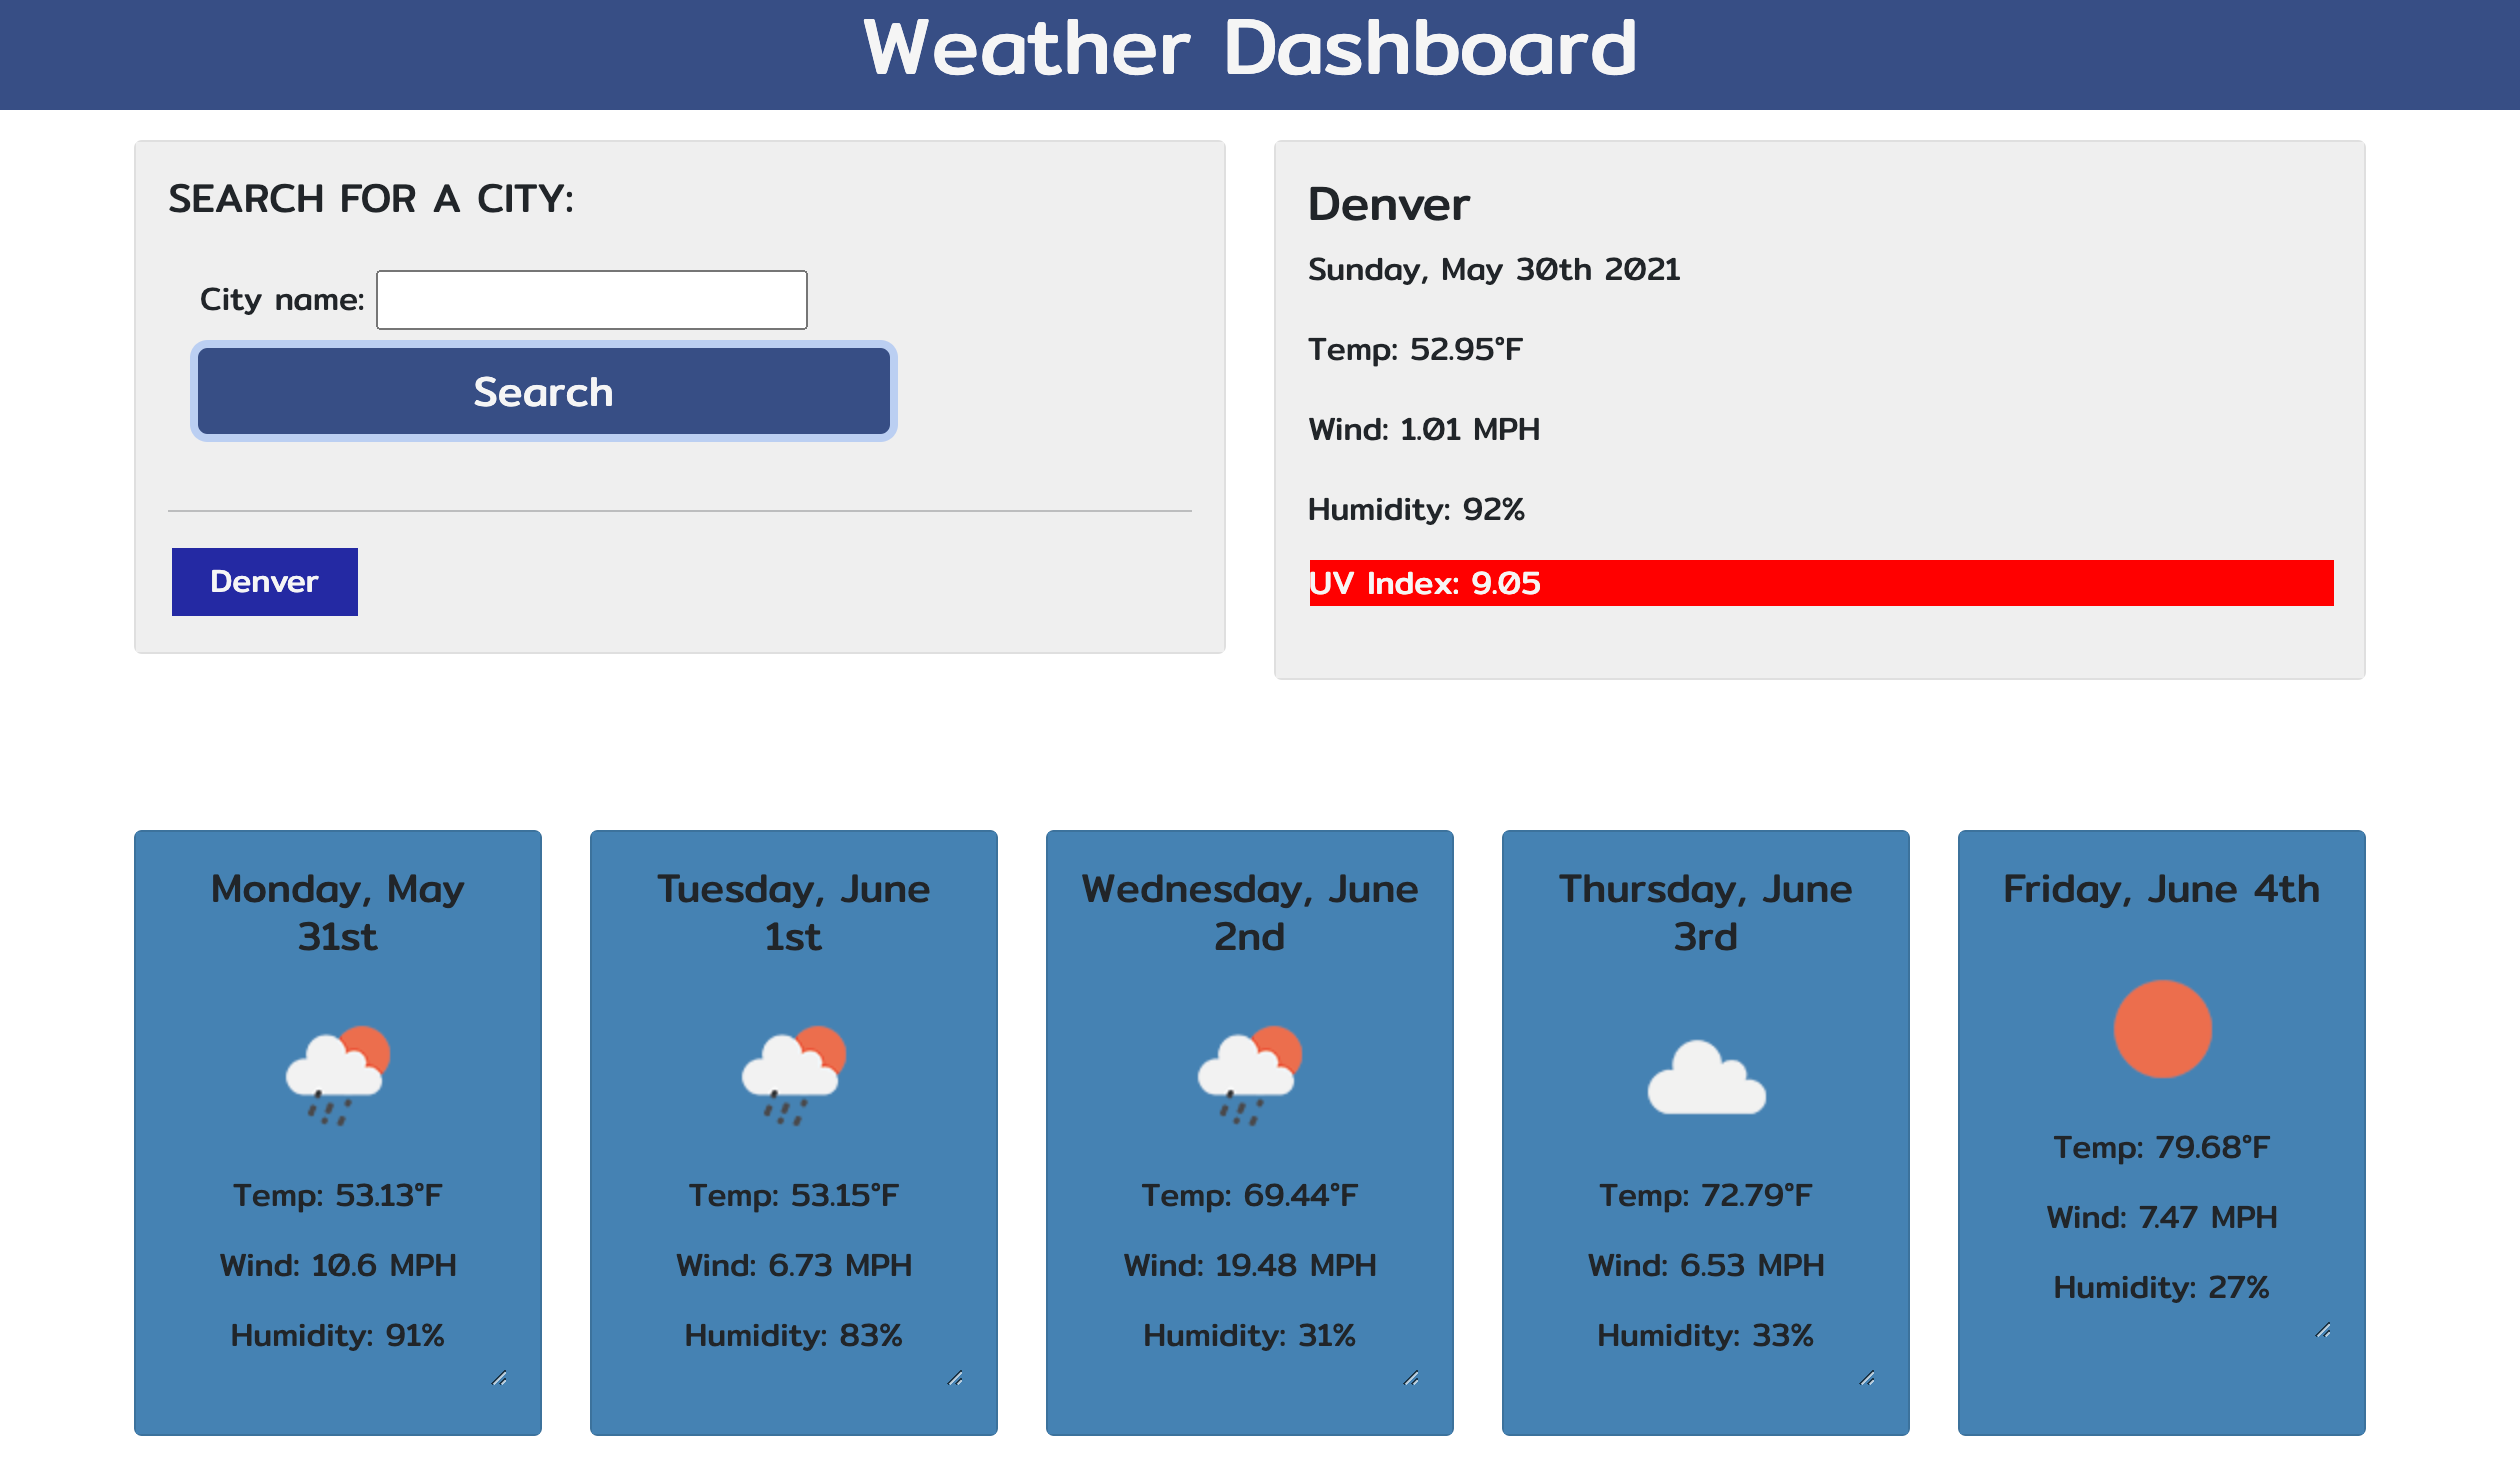 Weather Dashboard
SEARCH FOR A CITY:
City name:
Search
Denver
Denver
Sunday, May 30th 2021
Temp: 52.95°F
Wind: 1.01 MPH
Humidity: 92%
UV Index: 9.05
Monday, May
31st
Temp: 53.13°F
Wind: 10.6 MPH
Humidity: 91%
Tuesday, June
1st
Temp: 53.15°F
Wind: 6.73 MPH
Humidity: 83%
Wednesday, June
2nd
Temp: 69.44°F
Wind: 19.48 MPH
Humidity: 31%
Thursday, June
3rd
Temp: 72.79°F
Wind: 6.53 MPH
Humidity: 33%
Friday, June 4th
Temp: 79.68°F
Wind: 7.47 MPH
Humidity: 27%